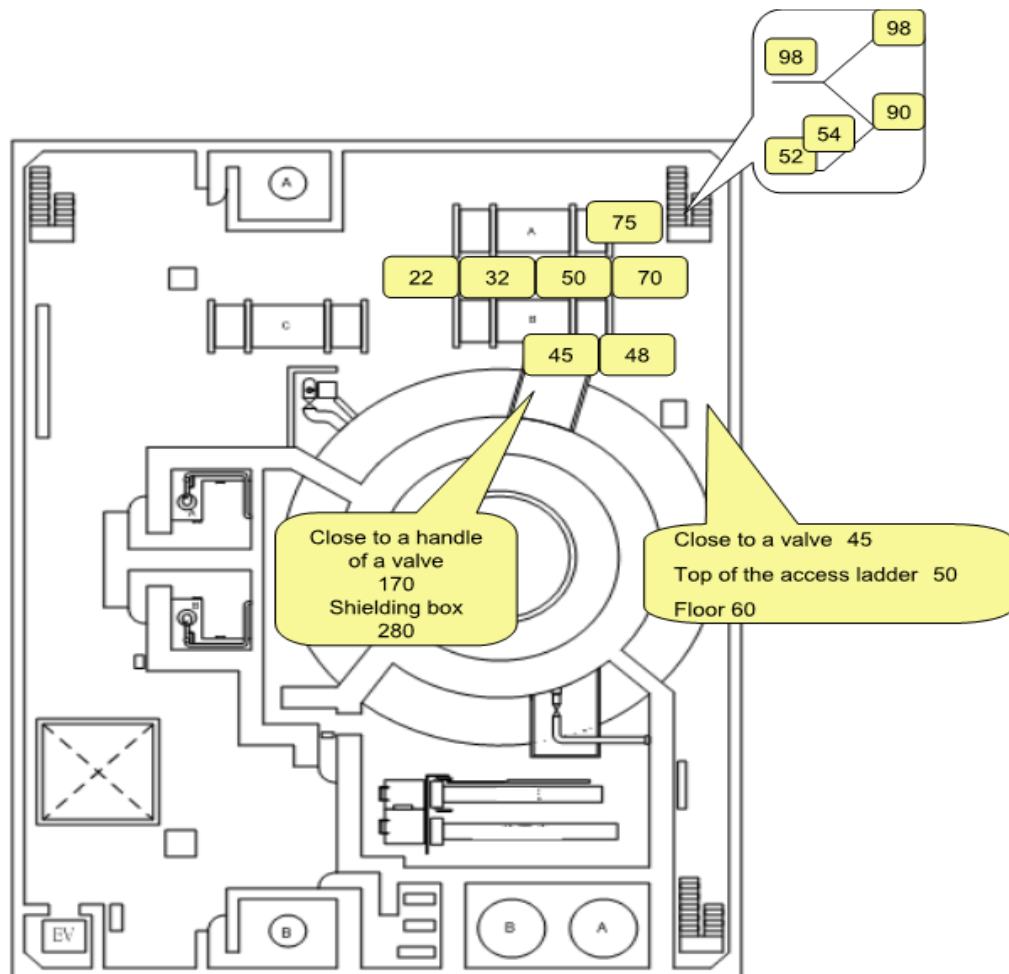 98
98
90
54
52
A
75
A
22 32 50 70
C
B
45 48
A
Close to a handle
of a valve
170
Shielding box
280
Close to a valve 45
Top of the access ladder 50
Floor 60
B
EV
B
B
A